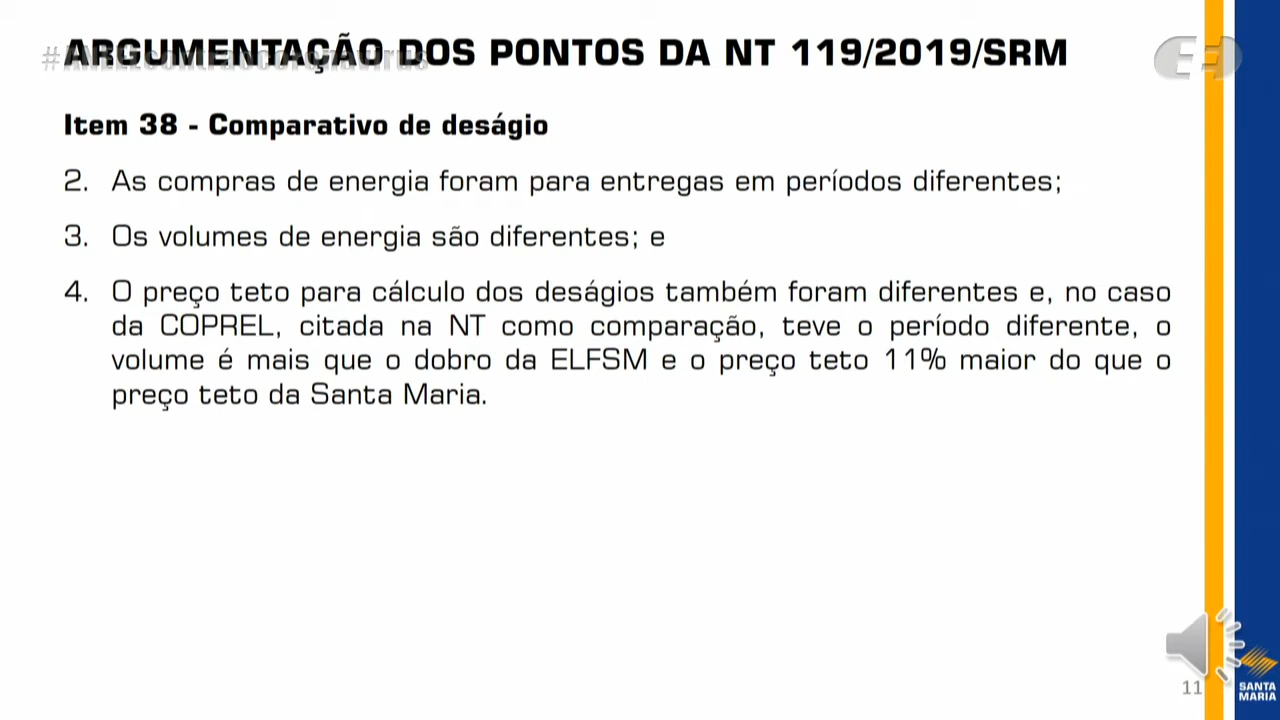 ARGUMENTAÇÃO DOS PONTOS DA NT 119/2019/SRM
Item 38 - Comparativo de deságio
2. As compras de energia foram para entregas em períodos diferentes;
3. Os volumes de energia são diferentes; e
4. O preço teto para cálculo dos deságios também foram diferentes e, no caso
da COPREL, citada na NT como comparação, teve o período diferente, o
volume é mais que o dobro da ELFSM e o preço teto 11% maior do que o
preço teto da Santa Maria.
11
SANTA
MARIA